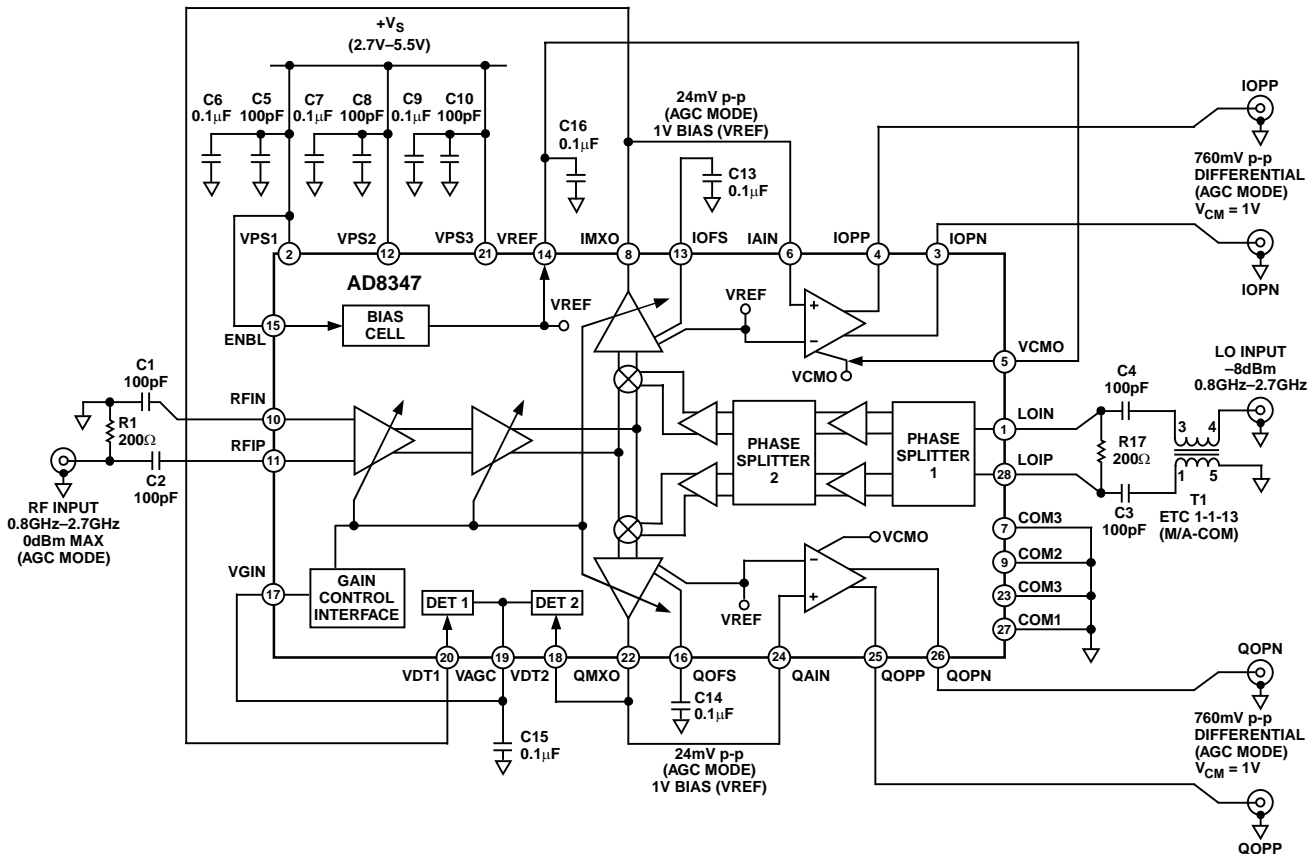 +VS
(2.7V–5.5V)
C6
0.1μF
C5
100pF
C7
0.1μF
C8
100pF
C9
0.1μF
C10
100pF
C16
0.1μF
24mV p-p
(AGC MODE)
1V BIAS (VREF)
C13
0.1μF
IOPP
760mV p-p
DIFFERENTIAL
(AGC MODE)
VCM = 1V
IOPN
VPS1
2
VPS2
12
VPS3
21
VREF
14
IMXO
8
IOFS
13
IAIN
6
IOPP
4
IOPN
3
AD8347
ENBL
15
BIAS
CELL
VREF
VREF
+
–
VCMO
VCMO
5
LO INPUT
–8dBm
0.8GHz–2.7GHz
C1
100pF
R1
200Ω
C2
100pF
RFIN
10
RFIP
11
RF INPUT
0.8GHz–2.7GHz
0dBm MAX
(AGC MODE)
PHASE
SPLITTER
2
PHASE
SPLITTER
1
LOIN
1
LOIP
28
C4
100pF
R17
200Ω
C3
100pF
3
4
1
5
T1
ETC 1-1-13
(M/A-COM)
COM3
7
COM2
9
COM3
23
COM1
27
VGIN
17
GAIN
CONTROL
INTERFACE
DET 1
DET 2
VREF
VCMO
–
+
20
VDT1
19
VAGC
18
VDT2
22
QMXO
16
QOFS
24
QAIN
25
QOPP
26
QOPN
C14
0.1μF
C15
0.1μF
24mV p-p
(AGC MODE)
1V BIAS (VREF)
QOPN
760mV p-p
DIFFERENTIAL
(AGC MODE)
VCM = 1V
QOPP